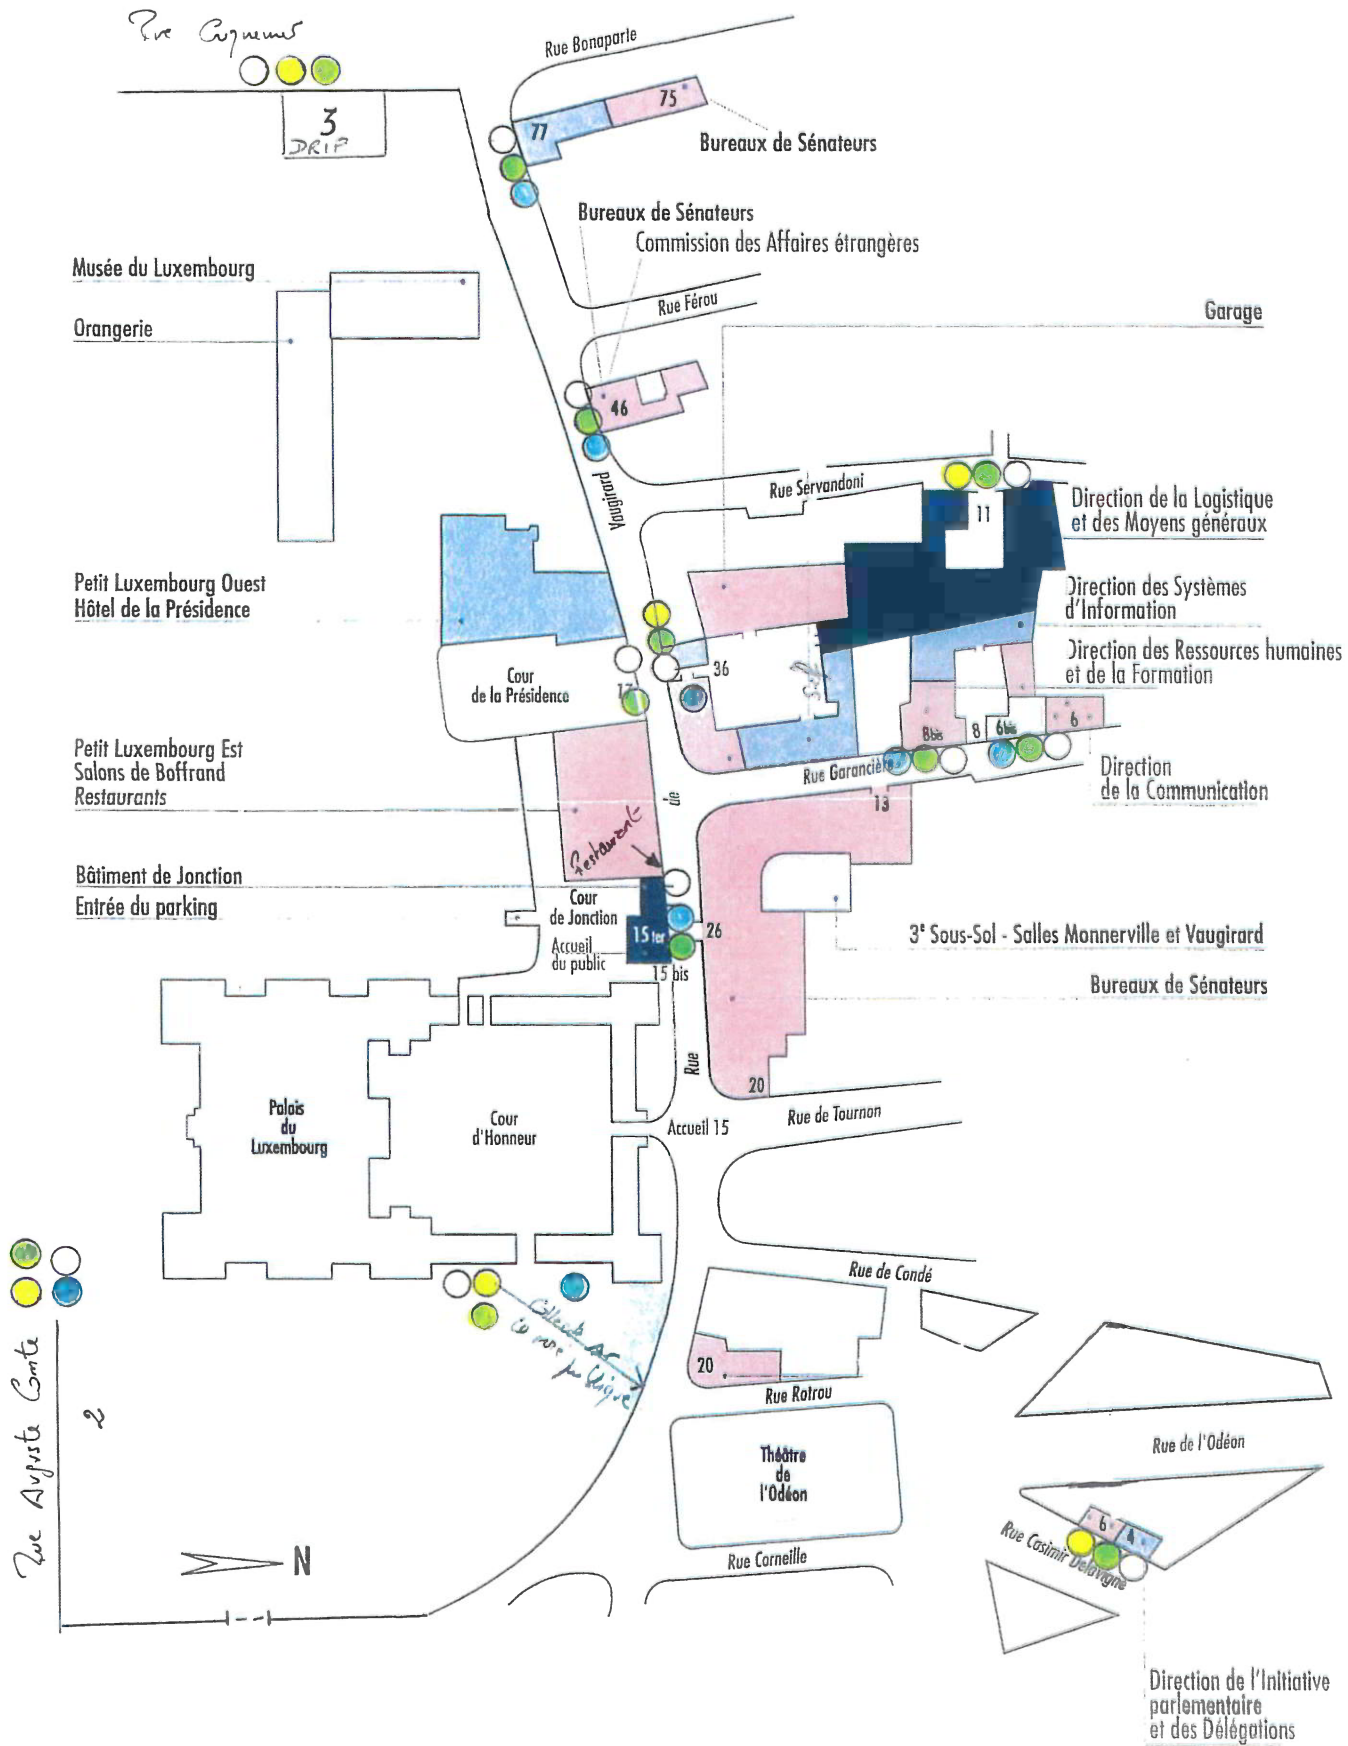 Rue Guynemer
3
DRIF
Rue Bonaparte
75
77
Bureaux de Sénateurs
Bureaux de Sénateurs
Commission des Affaires étrangères
Musée du Luxembourg
Rue Férou
Garage
Orangerie
46
Vaugirard
Rue Servandoni
11
Direction de la Logistique
et des Moyens généraux
Petit Luxembourg Ouest
Hôtel de la Présidence
Direction des Systèmes
d'Information
Direction des Ressources humaines
et de la Formation
Cour
de la Présidence
17
36
Self
8bis
8
6bis
6
Petit Luxembourg Est
Salons de Boffrand
Restaurants
Rue Garancière
Direction
de la Communication
de
13
Restaurant
Bâtiment de Jonction
Entrée du parking
Cour
de Jonction
Accueil
du public
15 ter
26
15 bis
3e Sous-Sol - Salles Monnerville et Vaugirard
Bureaux de Sénateurs
Rue
20
Rue de Tournon
Palais
du
Luxembourg
Cour
d'Honneur
Accueil 15
Rue de Condé
20
Rue Rotrou
Rue Auguste Comte
2
Théâtre
de
l'Odéon
Rue de l'Odéon
6
4
Rue Casimir Delavigne
N
Rue Corneille
Direction de l'Initiative
parlementaire
et des Délégations